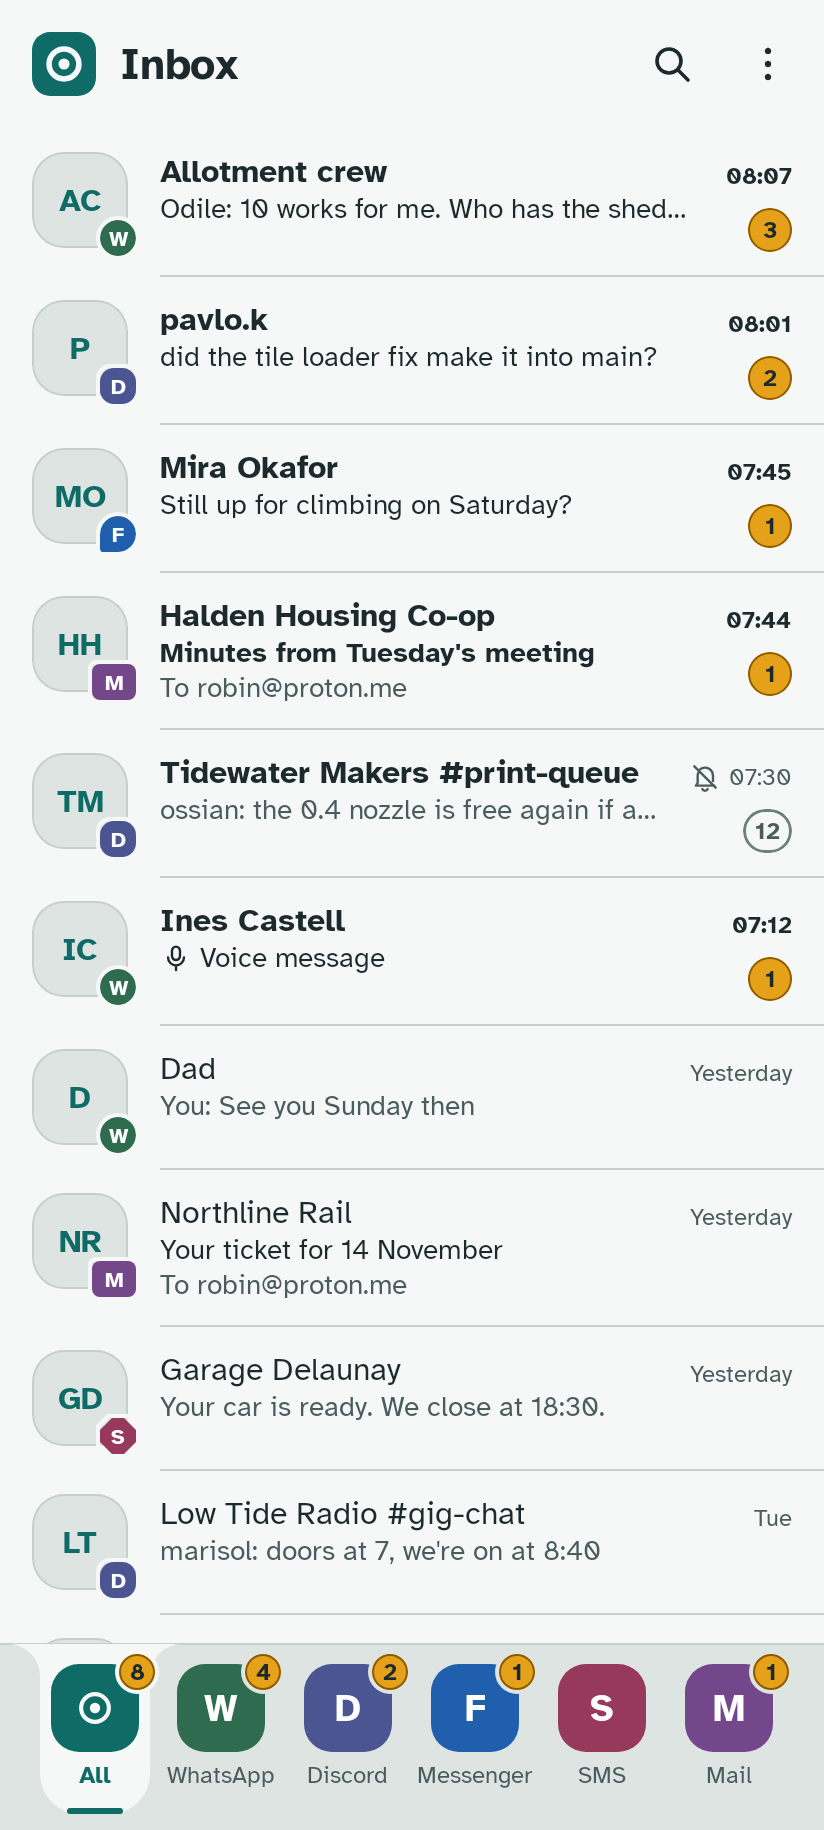 Inbox
AC
W
Allotment crew
08:07
Odile: 10 works for me. Who has the shed...
3
P
D
pavlo.k
08:01
did the tile loader fix make it into main?
2
MO
F
Mira Okafor
07:45
Still up for climbing on Saturday?
1
HH
M
Halden Housing Co-op
07:44
Minutes from Tuesday's meeting
To robin@proton.me
1
TM
D
Tidewater Makers #print-queue
07:30
ossian: the 0.4 nozzle is free again if a...
12
IC
W
Ines Castell
07:12
Voice message
1
D
W
Dad
Yesterday
You: See you Sunday then
NR
M
Northline Rail
Yesterday
Your ticket for 14 November
To robin@proton.me
GD
S
Garage Delaunay
Yesterday
Your car is ready. We close at 18:30.
LT
D
Low Tide Radio #gig-chat
Tue
marisol: doors at 7, we're on at 8:40
8
All
W
4
WhatsApp
D
2
Discord
F
1
Messenger
S
SMS
M
1
Mail